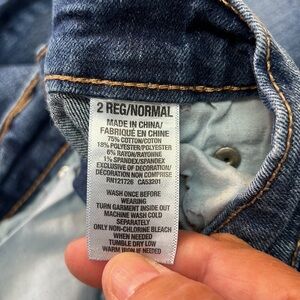 2 REG/NORMAL
MADE IN CHINA/
FABRIQUÉ EN CHINE
75% COTTON/COTON
18% POLYESTER/POLYESTER
6% RAYON/RAYONNE
1% SPANDEX/SPANDEX
EXCLUSIVE OF DECORATION/
DÉCORATION NON COMPRISE
RN121726 CA53201
WASH ONCE BEFORE
WEARING
TURN GARMENT INSIDE OUT
MACHINE WASH COLD
SEPARATELY
ONLY NON-CHLORINE BLEACH
WHEN NEEDED
TUMBLE DRY LOW
WARM IRON IF NEEDED